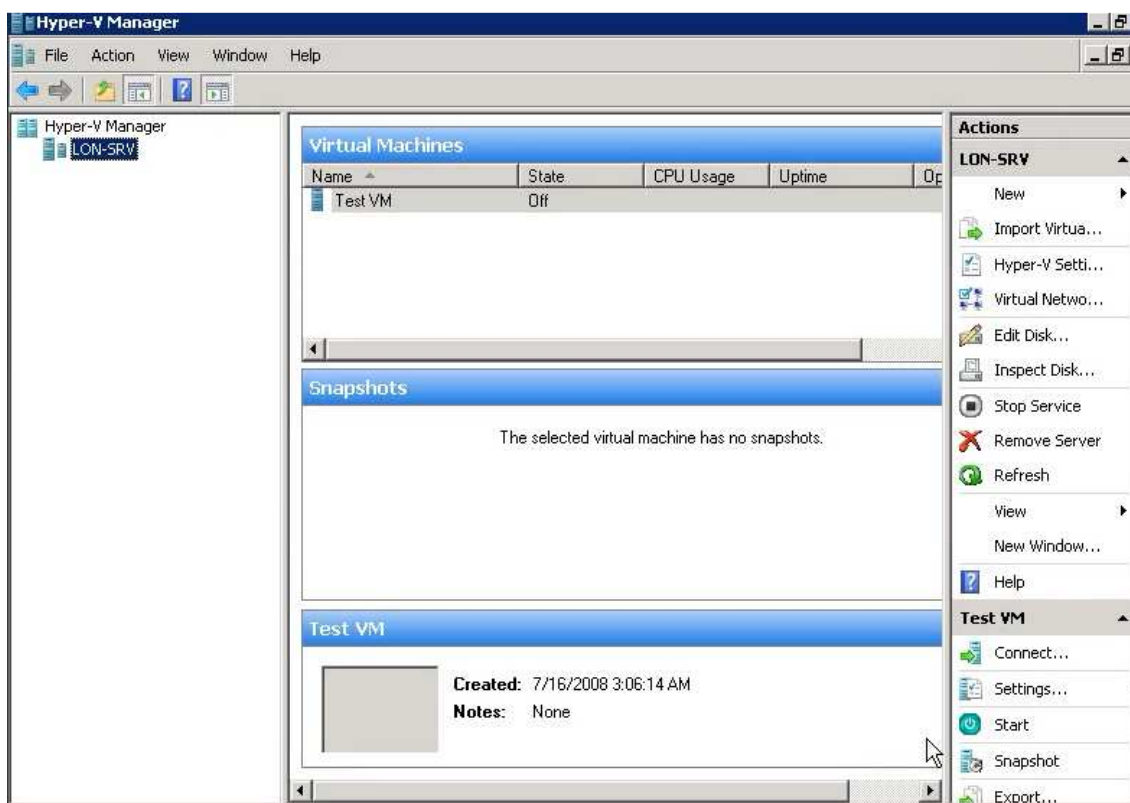 Hyper-V Manager
File Action View Window Help
Hyper-V Manager
LON-SRV
Virtual Machines
Name State CPU Usage Uptime Op
Test VM Off
Snapshots
The selected virtual machine has no snapshots.
Test VM
Created: 7/16/2008 3:06:14 AM
Notes: None
Actions
LON-SRV
New
Import Virtua...
Hyper-V Setti...
Virtual Netwo...
Edit Disk...
Inspect Disk...
Stop Service
Remove Server
Refresh
View
New Window...
Help
Test VM
Connect...
Settings...
Start
Snapshot
Export...